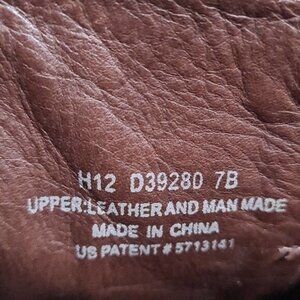 H12 D39280 7B
UPPER:LEATHER AND MAN MADE
MADE IN CHINA
US PATENT # 5713141